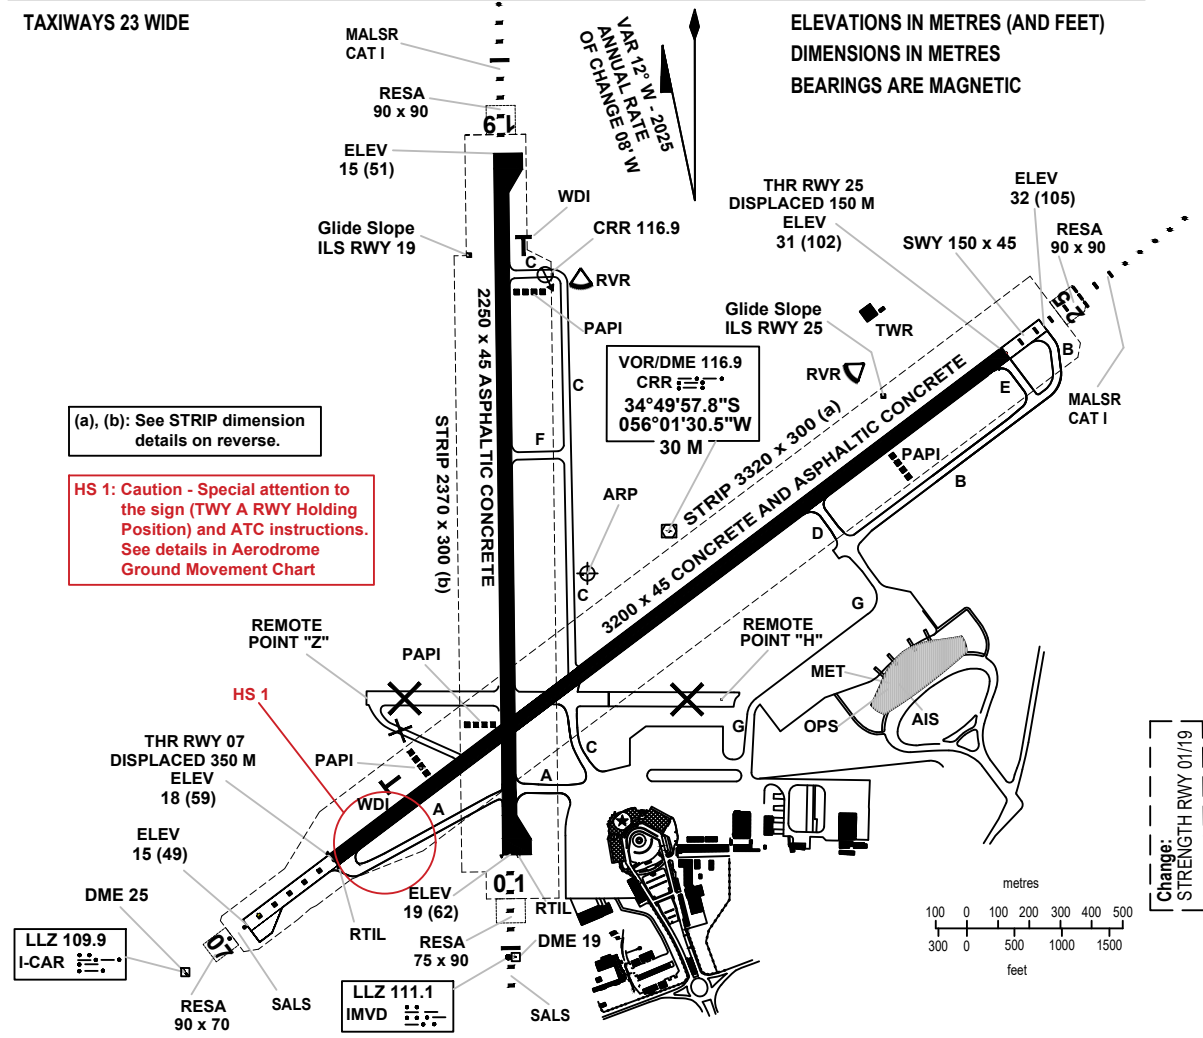 TAXIWAYS 23 WIDE
MALSR
CAT I
RESA
90 x 90
19
ELEV
15 (51)
Glide Slope
ILS RWY 19
VAR 12° W - 2025
ANNUAL RATE
OF CHANGE 08' W
ELEVATIONS IN METRES (AND FEET)
DIMENSIONS IN METRES
BEARINGS ARE MAGNETIC
WDI
CRR 116.9
C
RVR
PAPI
C
F
2250 x 45 ASPHALTIC CONCRETE
STRIP 2370 x 300 (b)
THR RWY 25
DISPLACED 150 M
ELEV
31 (102)
ELEV
32 (105)
SWY 150 x 45
RESA
90 x 90
25
Glide Slope
ILS RWY 25
TWR
RVR
B
E
MALSR
CAT I
VOR/DME 116.9
CRR
34°49'57.8"S
056°01'30.5"W
30 M
STRIP 3320 x 300 (a)
3200 x 45 CONCRETE AND ASPHALTIC CONCRETE
PAPI
B
D
G
ARP
C
(a), (b): See STRIP dimension
details on reverse.
HS 1: Caution - Special attention to
the sign (TWY A RWY Holding
Position) and ATC instructions.
See details in Aerodrome
Ground Movement Chart
REMOTE
POINT "Z"
PAPI
REMOTE
POINT "H"
MET
OPS
AIS
G
C
HS 1
THR RWY 07
DISPLACED 350 M
ELEV
18 (59)
PAPI
WDI
A
A
ELEV
15 (49)
DME 25
LLZ 109.9
I-CAR
07
RESA
90 x 70
SALS
RTIL
ELEV
19 (62)
01
RTIL
RESA
75 x 90
DME 19
LLZ 111.1
IMVD
SALS
metres
100 0 100 200 300 400 500
300 0 500 1000 1500
feet
Change:
STRENGTH RWY 01/19